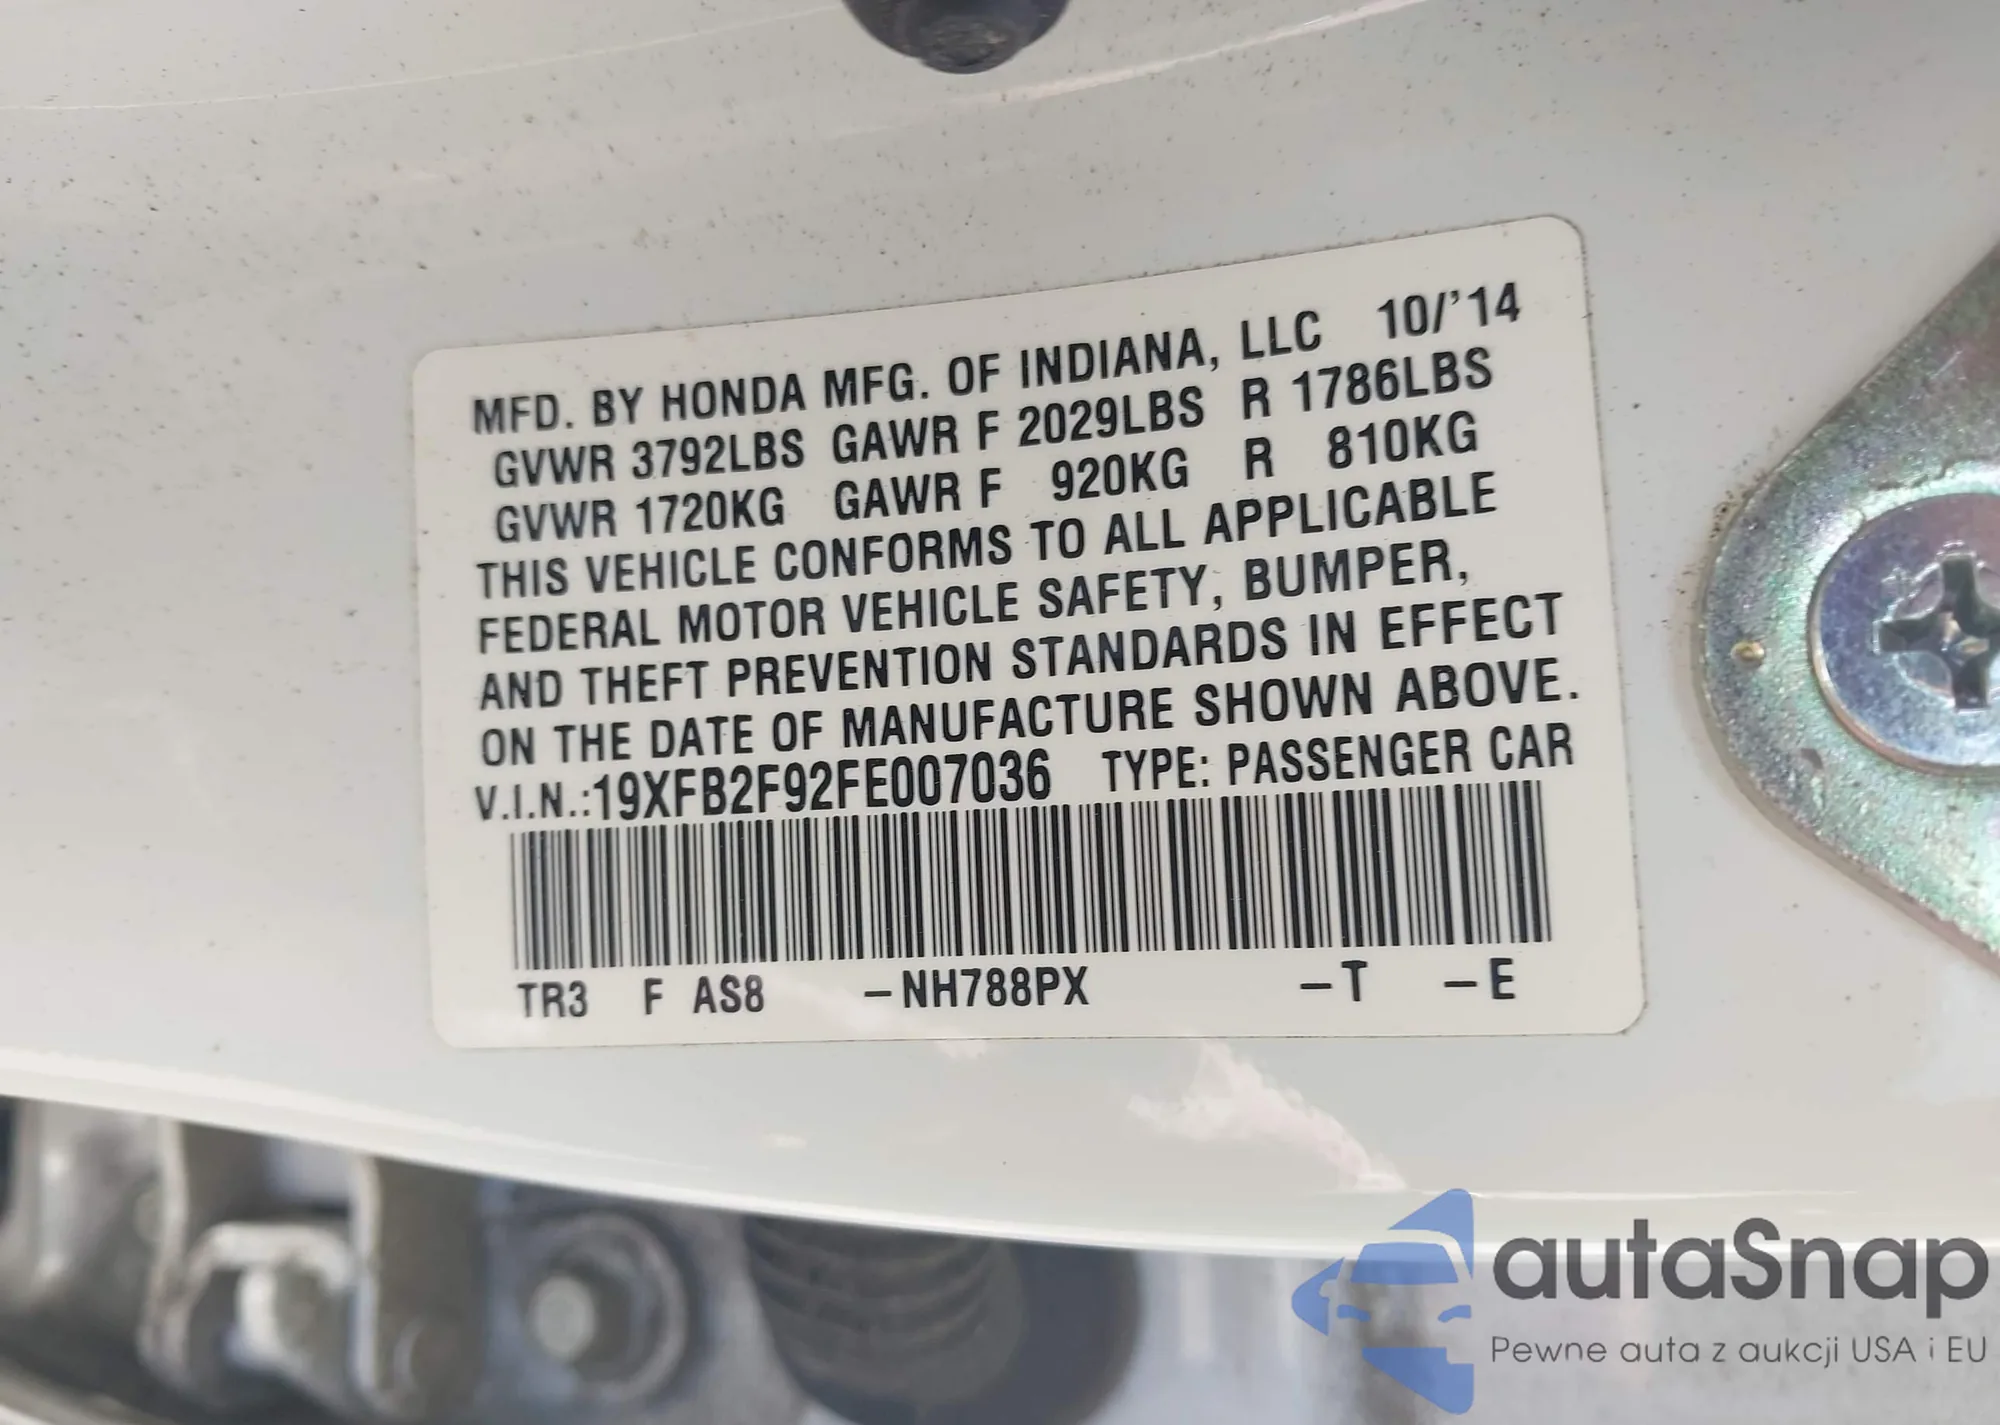 MFD. BY HONDA MFG. OF INDIANA, LLC 10/'14
GVWR 3792LBS GAWR F 2029LBS R 1786LBS
GVWR 1720KG GAWR F 920KG R 810KG
THIS VEHICLE CONFORMS TO ALL APPLICABLE
FEDERAL MOTOR VEHICLE SAFETY, BUMPER,
AND THEFT PREVENTION STANDARDS IN EFFECT
ON THE DATE OF MANUFACTURE SHOWN ABOVE.
V.I.N.:19XFB2F92FE007036 TYPE: PASSENGER CAR
TR3 F AS8 –NH788PX –T –E
autaSnap
Pewne auta z aukcji USA i EU